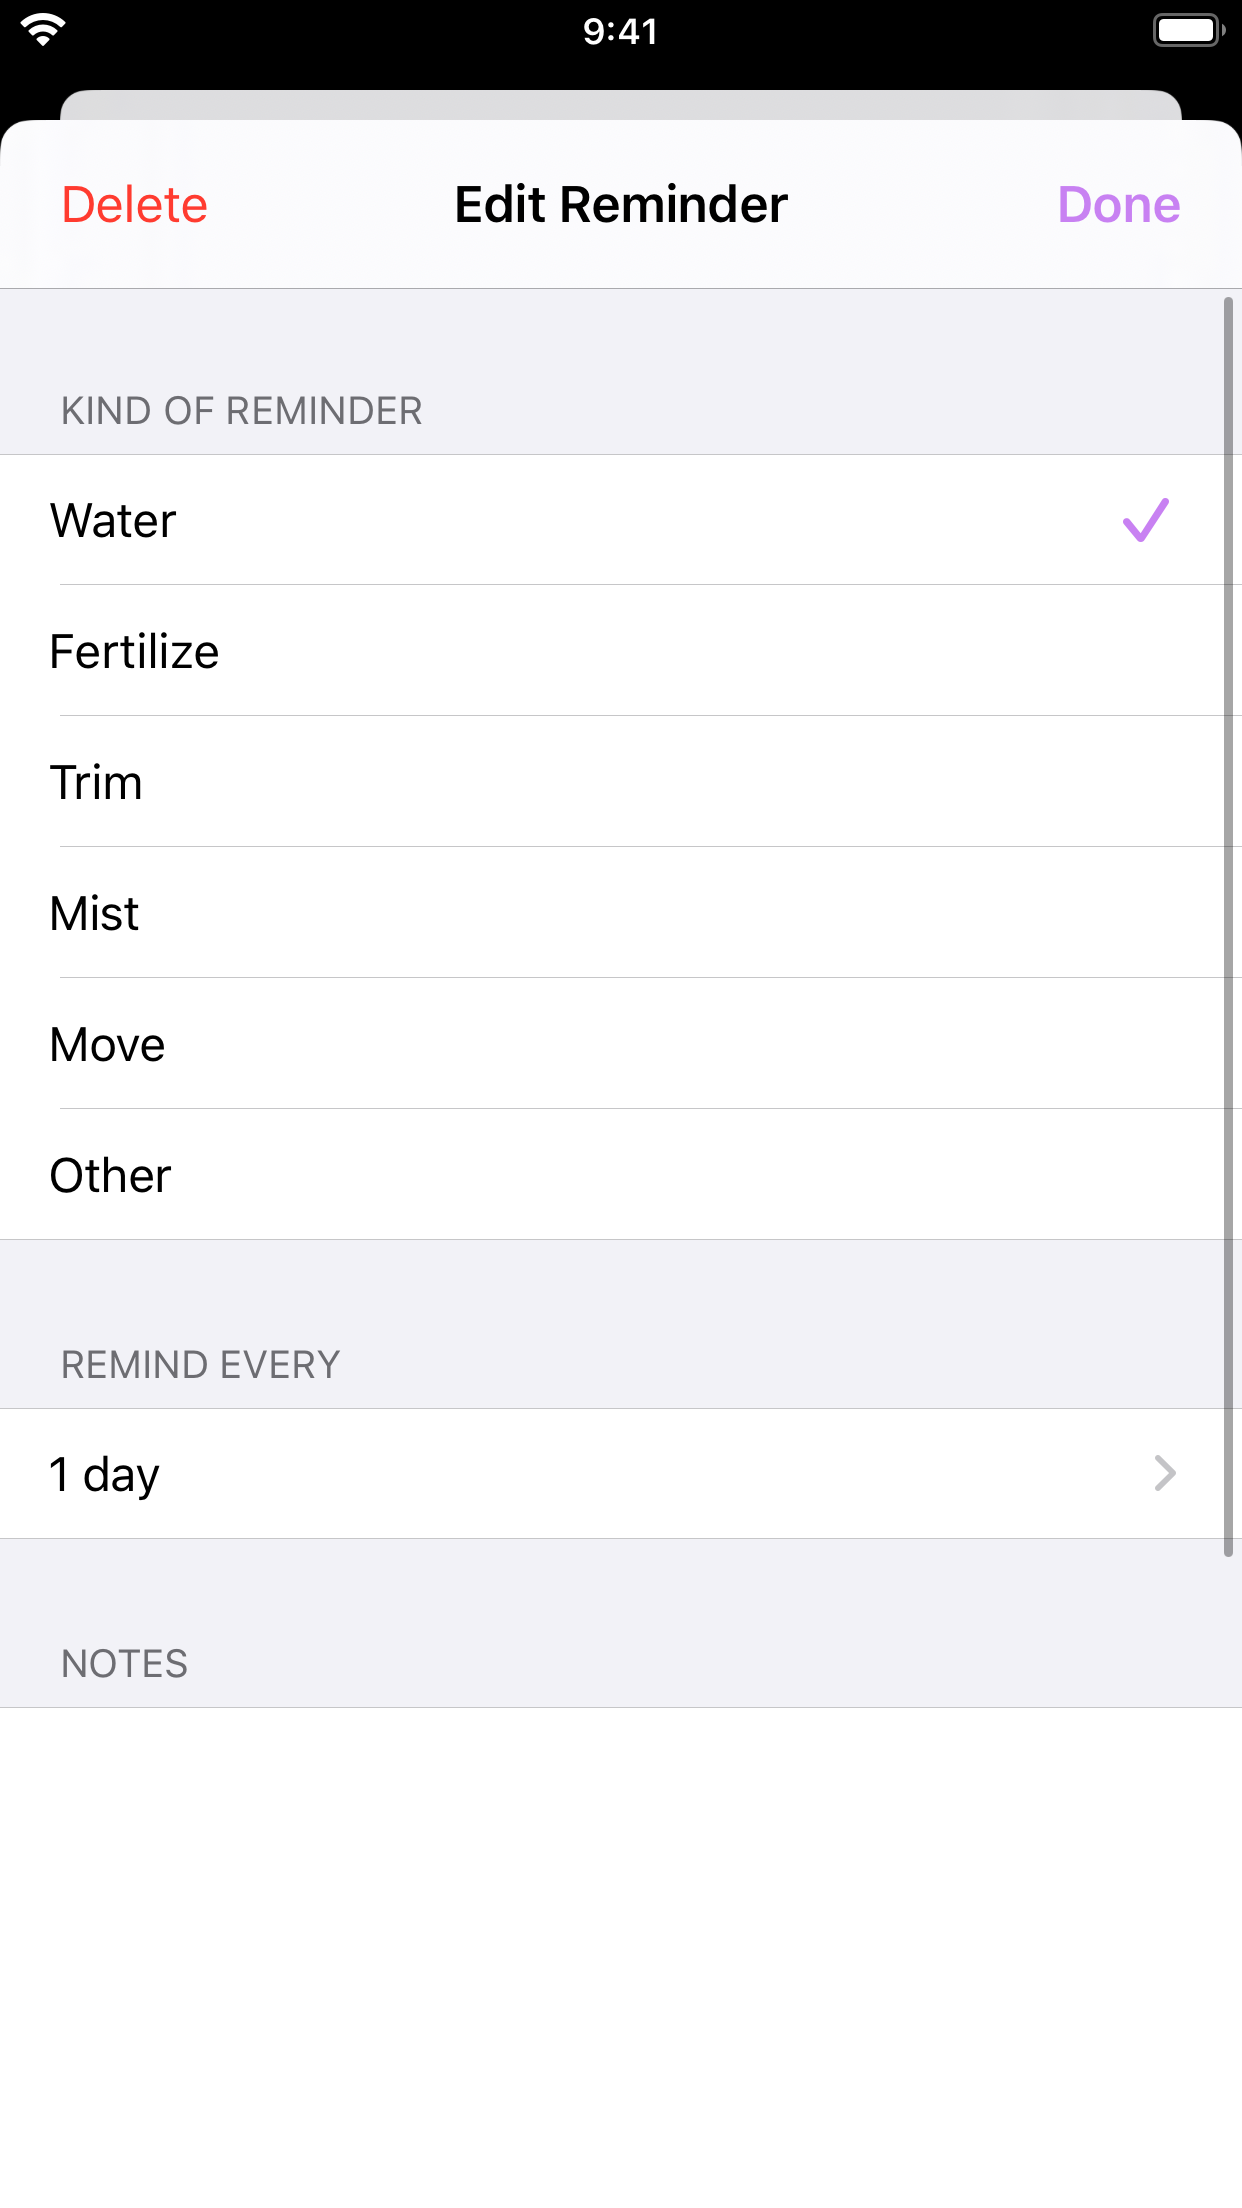 9:41
Delete
Edit Reminder
Done
KIND OF REMINDER
Water
Fertilize
Trim
Mist
Move
Other
REMIND EVERY
1 day
NOTES